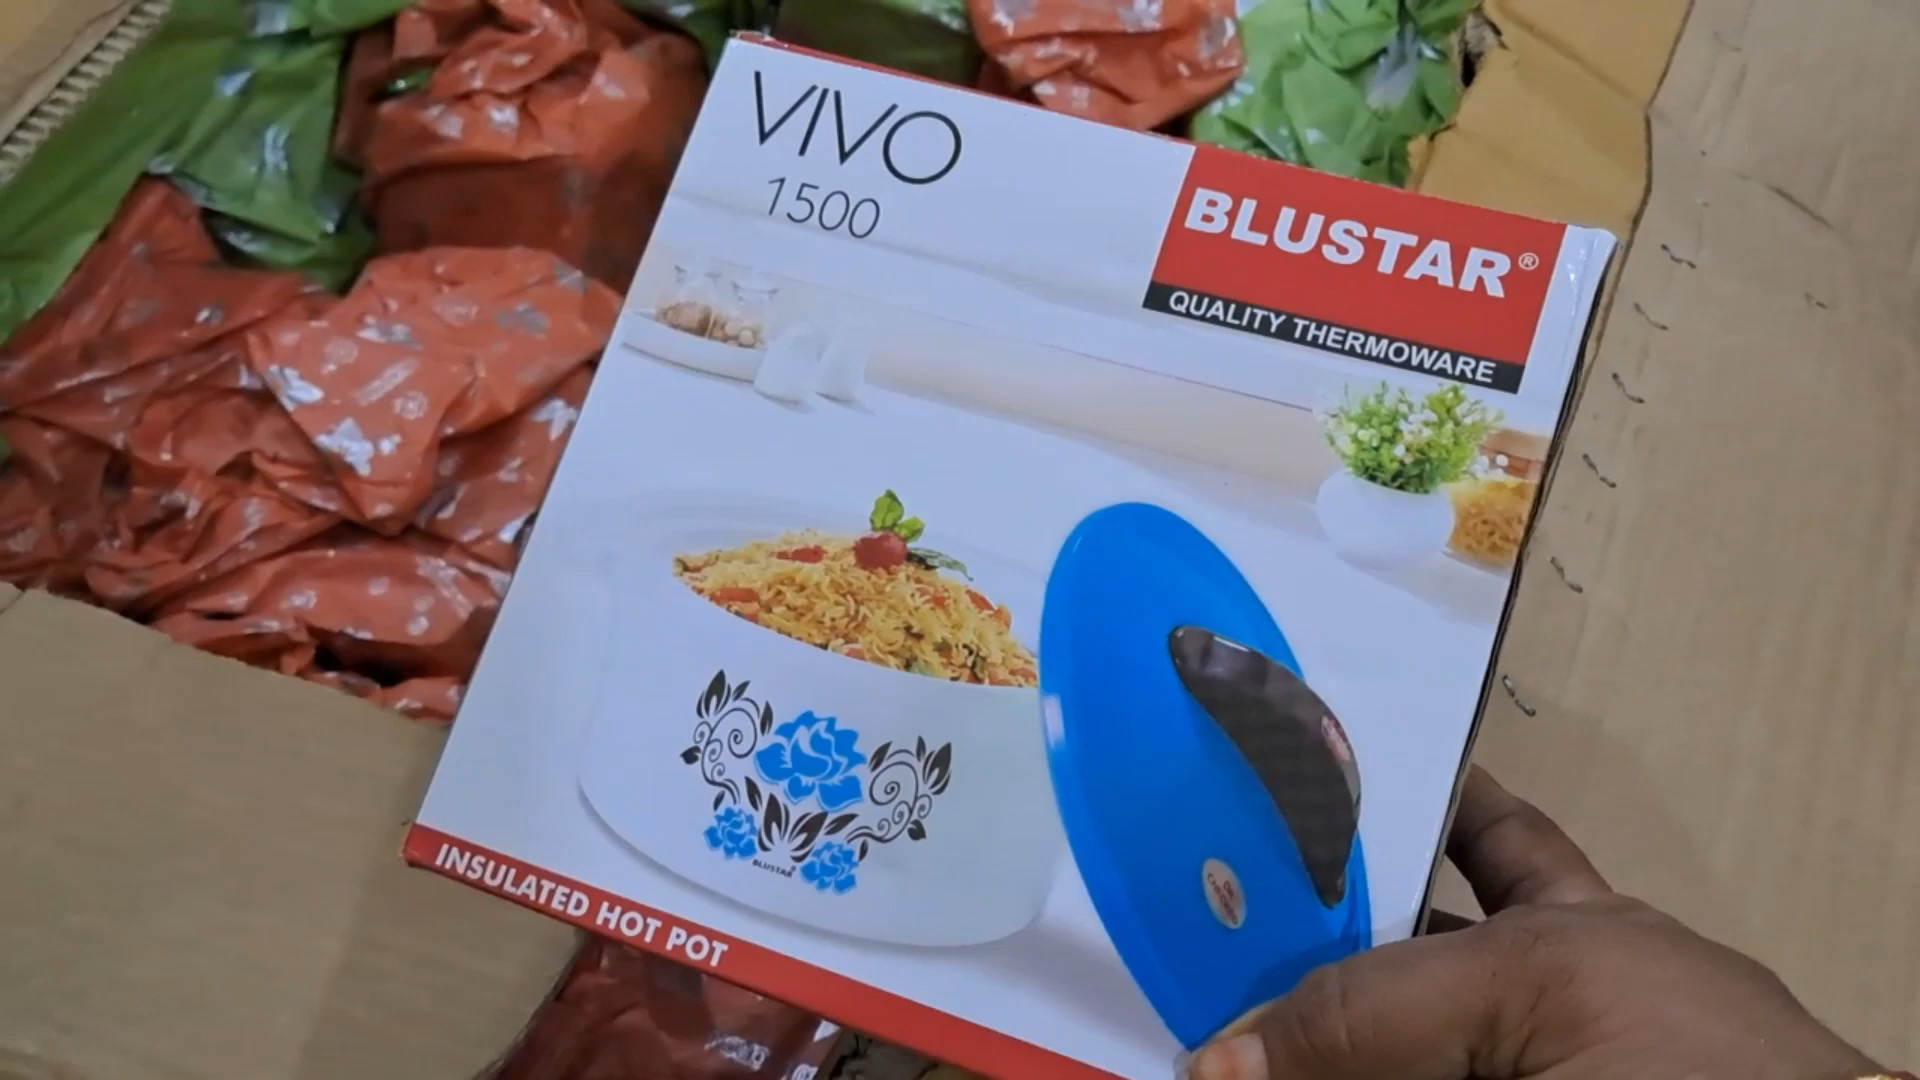 VIVO
1500
BLUSTAR®
QUALITY THERMOWARE
BLUSTAR®
INSULATED HOT POT